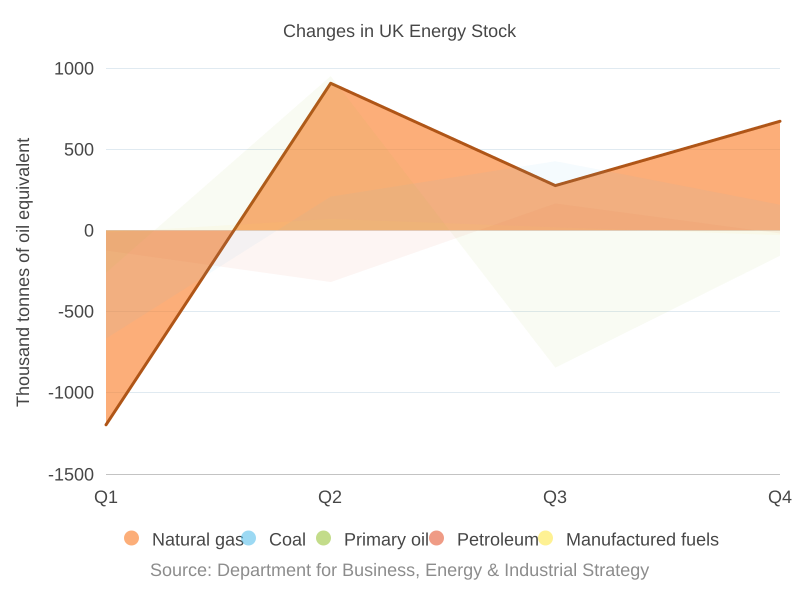 Changes in UK Energy Stock
Thousand tonnes of oil equivalent
1000
500
0
-500
-1000
-1500
Q1 Q2 Q3 Q4
Natural gas Coal Primary oil Petroleum Manufactured fuels
Source: Department for Business, Energy & Industrial Strategy